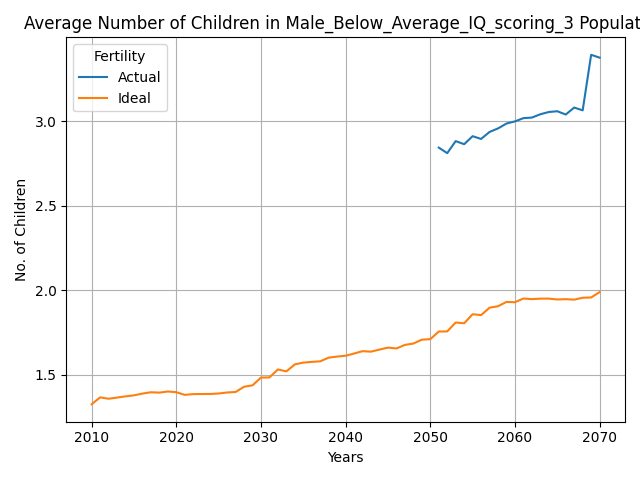 Average Number of Children in Male_Below_Average_IQ_scoring_3 Populat
Fertility
Actual
Ideal
3.0
2.5
2.0
1.5
No. of Children
2010 2020 2030 2040 2050 2060 2070
Years